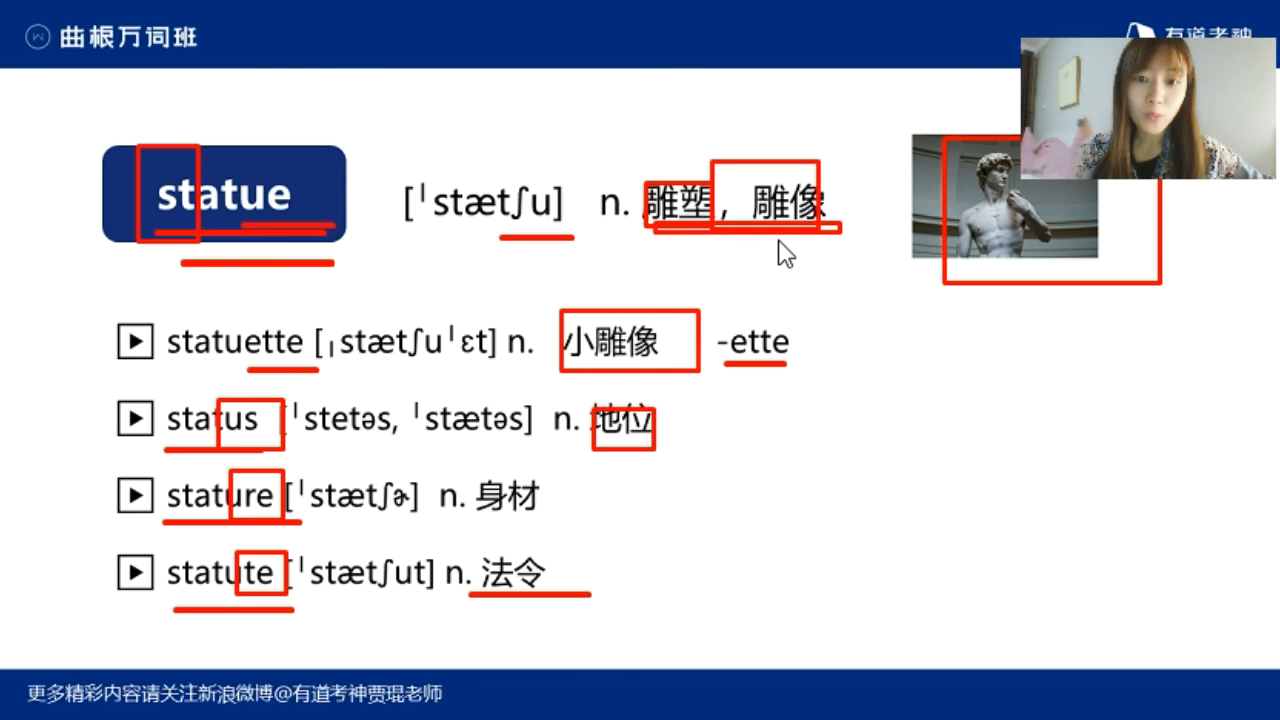 曲根万词班
有道考神
statue [ˈstætʃu] n. 雕塑，雕像
statuette [ˌstætʃuˈɛt] n. 小雕像 -ette
status [ˈstetəs, ˈstætəs] n. 地位
stature [ˈstætʃɚ] n. 身材
statute [ˈstætʃut] n. 法令
更多精彩内容请关注新浪微博@有道考神贾琨老师